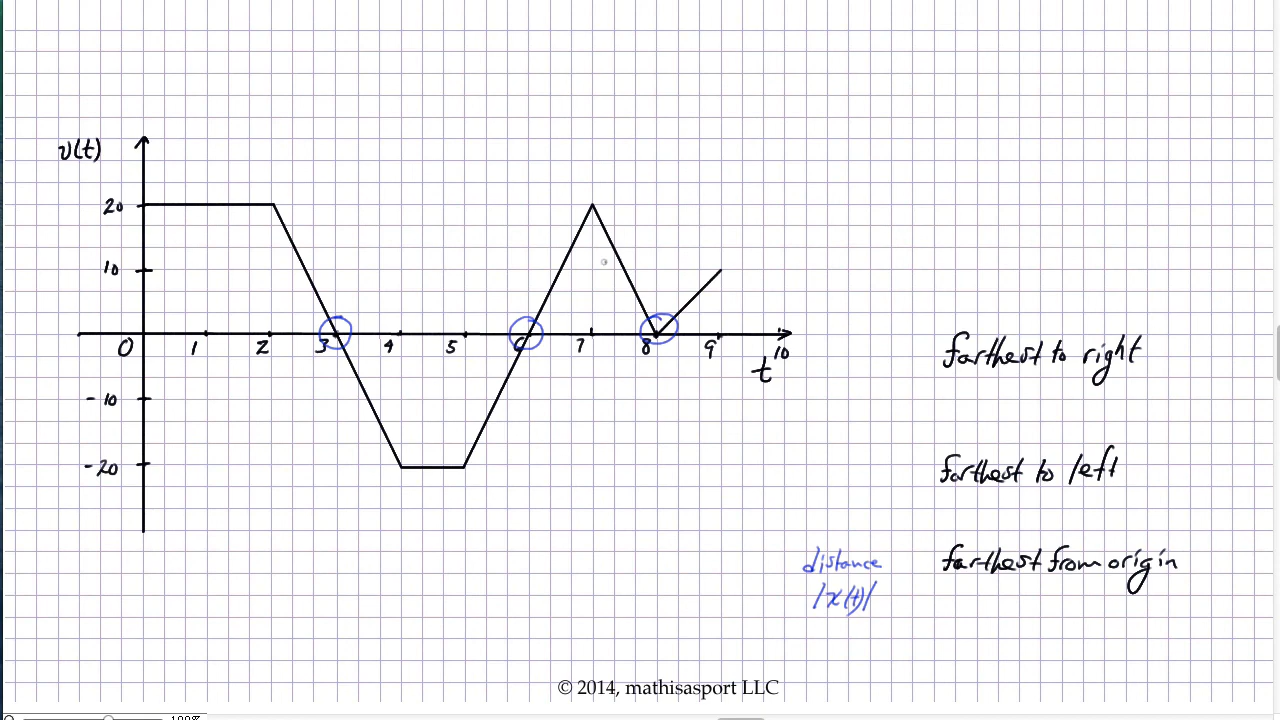 v(t)
20
10
0 1 2 3 4 5 6 7 8 9 10
t
-10
-20
farthest to right
farthest to left
farthest from origin
distance
|x(t)|
© 2014, mathisasport LLC
100%